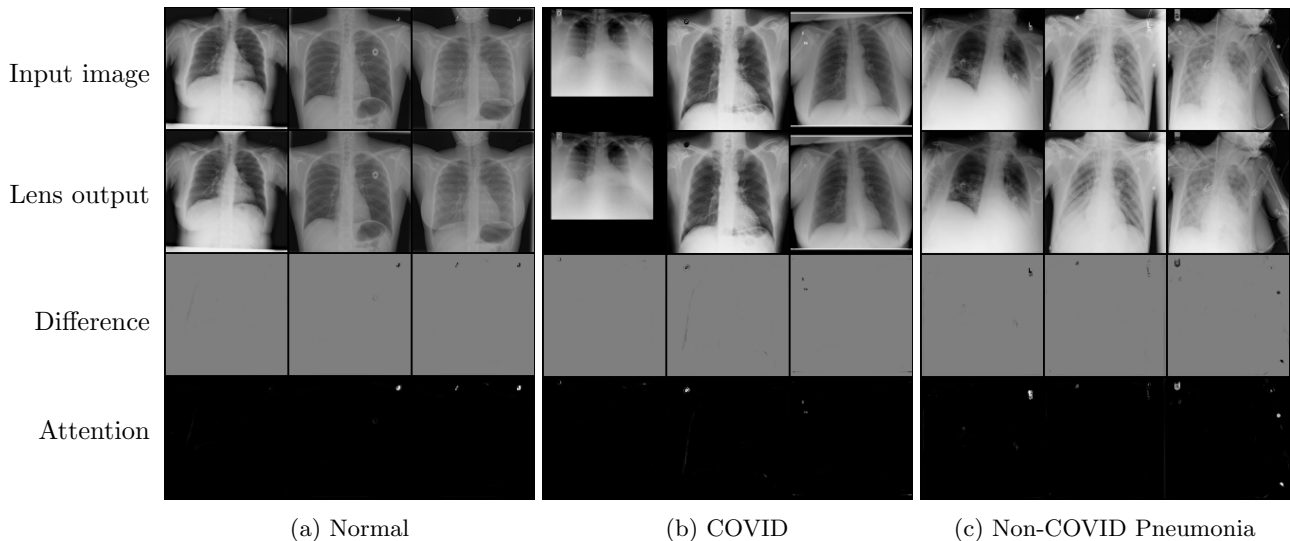 Input image
Lens output
Difference
Attention
(a) Normal
(b) COVID
(c) Non-COVID Pneumonia